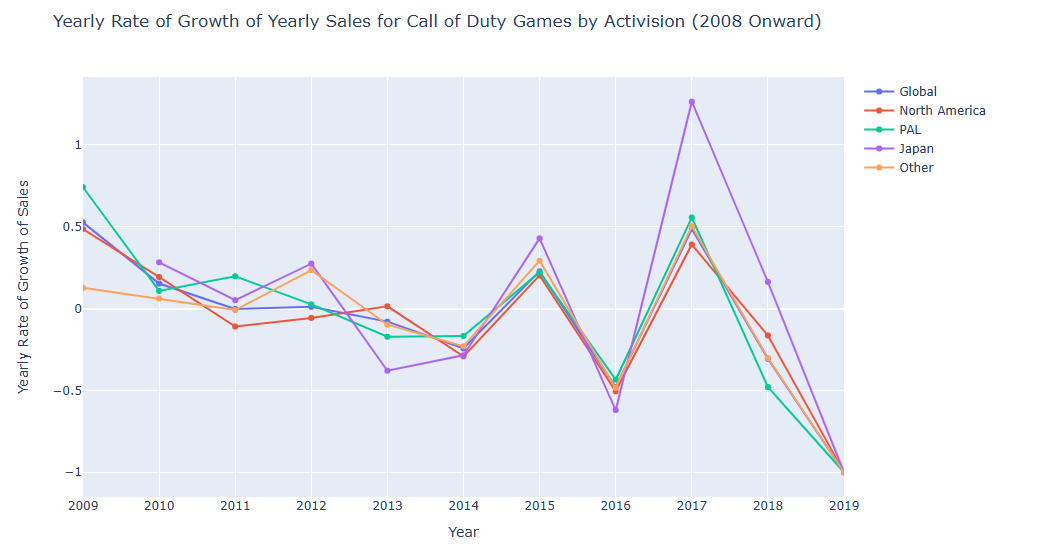 Yearly Rate of Growth of Yearly Sales for Call of Duty Games by Activision (2008 Onward)
Global
North America
PAL
Japan
Other
Yearly Rate of Growth of Sales
1
0.5
0
−0.5
−1
2009 2010 2011 2012 2013 2014 2015 2016 2017 2018 2019
Year